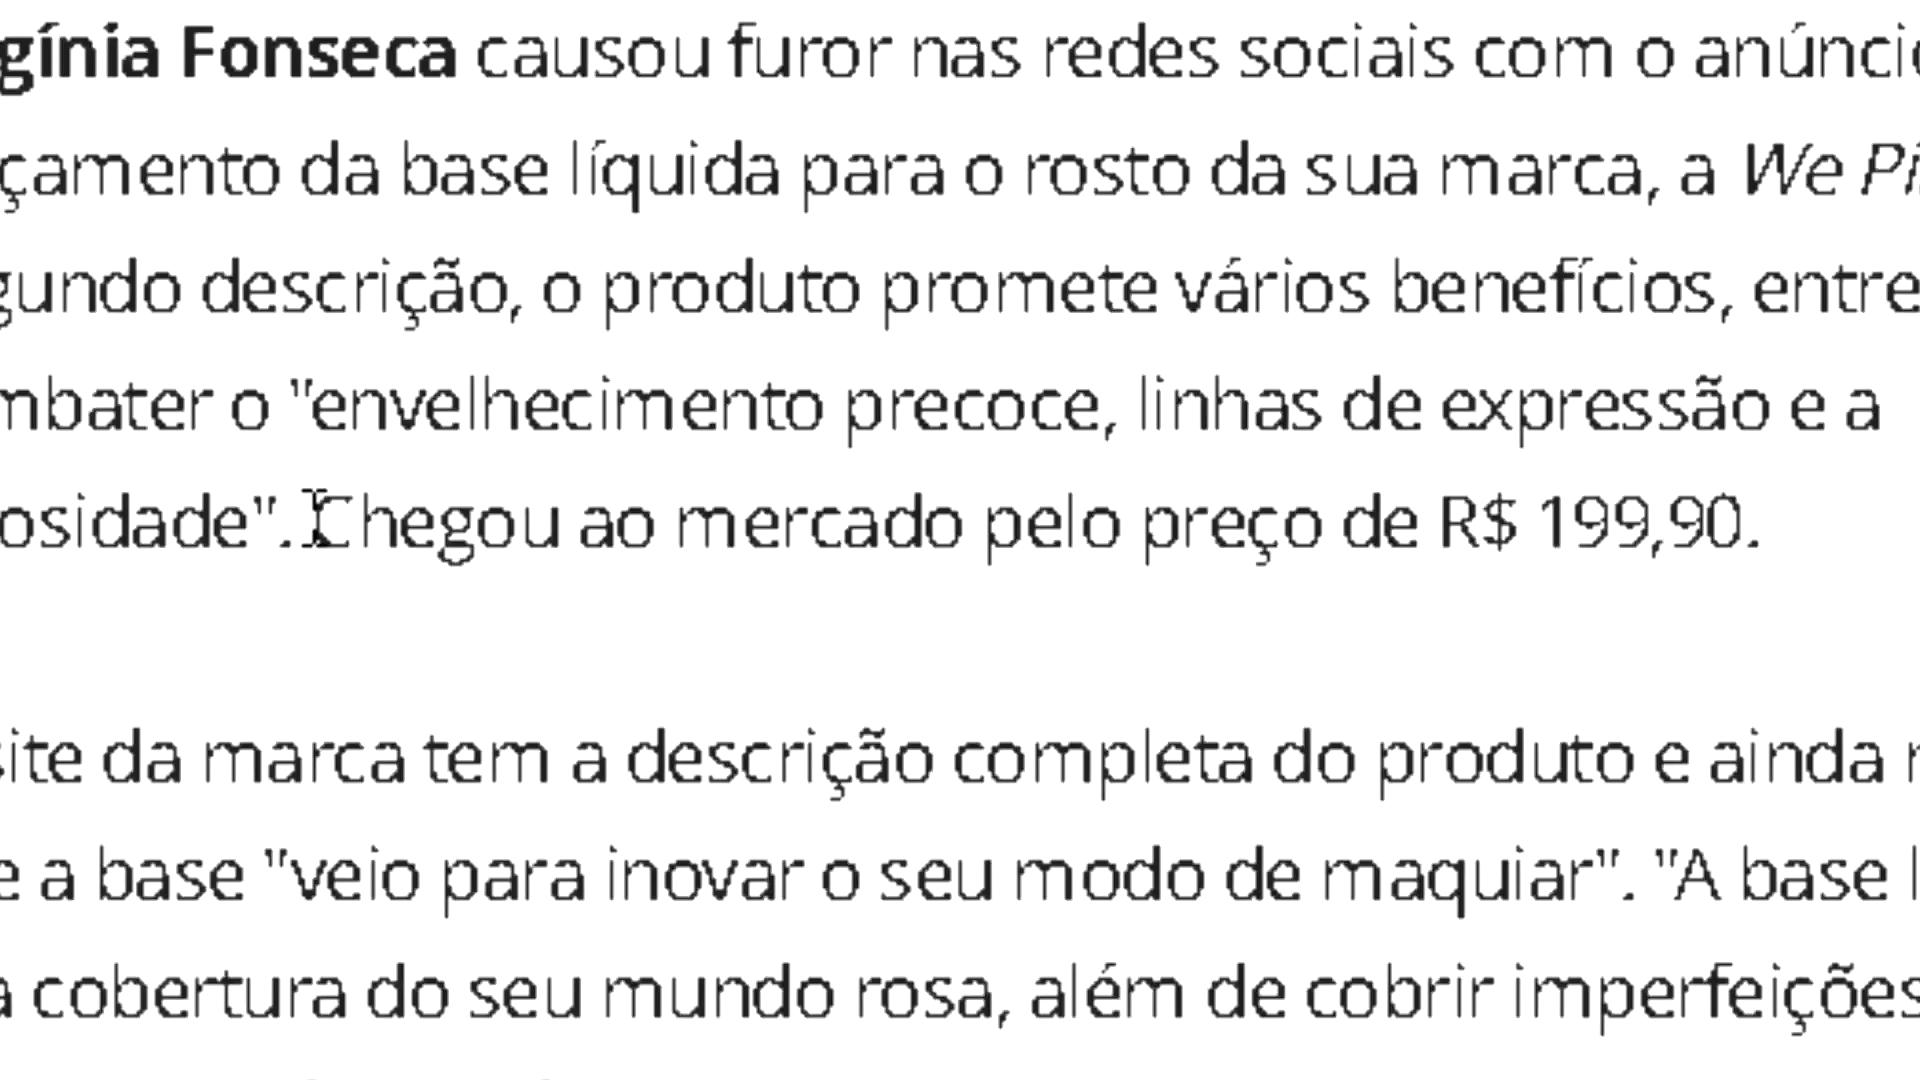 gínia Fonseca causou furor nas redes sociais com o anúncio
çamento da base líquida para o rosto da sua marca, a We Pi
gundo descrição, o produto promete vários benefícios, entre
mbater o "envelhecimento precoce, linhas de expressão e a
osidade". Chegou ao mercado pelo preço de R$ 199,90.
site da marca tem a descrição completa do produto e ainda
e a base "veio para inovar o seu modo de maquiar". "A base l
a cobertura do seu mundo rosa, além de cobrir imperfeições